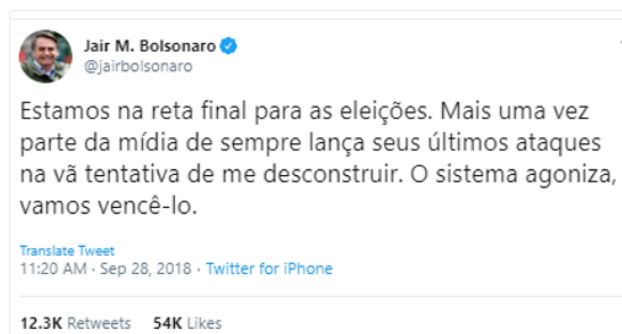 Jair M. Bolsonaro
@jairbolsonaro
Estamos na reta final para as eleições. Mais uma vez
parte da mídia de sempre lança seus últimos ataques
na vã tentativa de me desconstruir. O sistema agoniza,
vamos vencê-lo.
Translate Tweet
11:20 AM · Sep 28, 2018 · Twitter for iPhone
12.3K Retweets 54K Likes